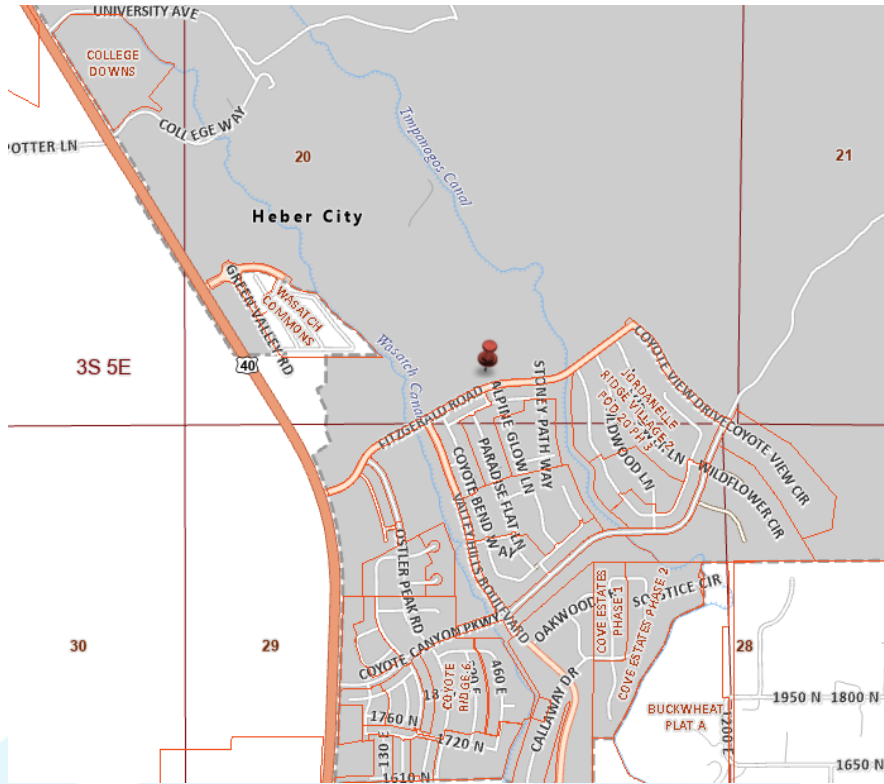 UNIVERSITY AVE
COLLEGE
DOWNS
COLLEGE WAY
POTTER LN
20
21
Timpanogos Canal
Heber City
GREEN VALLEY RD
WASATCH
COMMONS
40
3S 5E
Wasatch Canal
FITZGERALD ROAD
ALPINE GLOW LN
STONEY PATH WAY
COYOTE VIEW DRIVE
JORDANELLE
RIDGE VILLAGE 2
POD 20 PH 3
COYOTE VIEW CIR
WILDFLOWER CIR
WILDWOOD LN
PARADISE FLAT LN
COYOTE BEND WAY
VALLEY HILLS BOULEVARD
OSTLER PEAK RD
COYOTE CANYON PKWY
30
29
28
OAKWOOD
COVE ESTATES
PHASE 1
COVE ESTATES PHASE 2
SOLSTICE CIR
CALLAWAY DR
COYOTE
RIDGE 6
460 E
1760 N
1720 N
130 E
1610 N
BUCKWHEAT
PLAT A
1950 N
1800 N
1200 E
1650 N